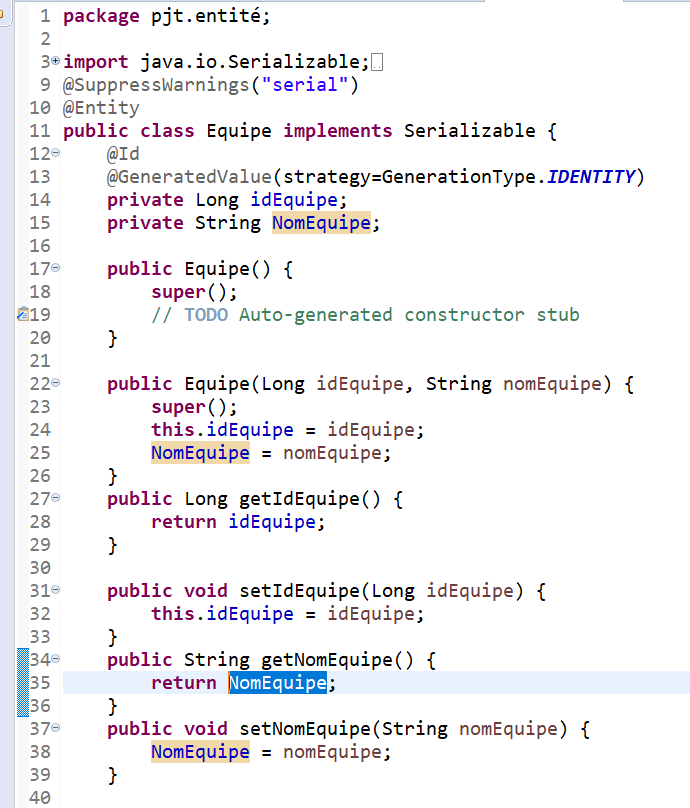 1 package pjt.entité;
2
3 import java.io.Serializable;
9 @SuppressWarnings("serial")
10 @Entity
11 public class Equipe implements Serializable {
12     @Id
13     @GeneratedValue(strategy=GenerationType.IDENTITY)
14     private Long idEquipe;
15     private String NomEquipe;
16
17     public Equipe() {
18         super();
19         // TODO Auto-generated constructor stub
20     }
21
22     public Equipe(Long idEquipe, String nomEquipe) {
23         super();
24         this.idEquipe = idEquipe;
25         NomEquipe = nomEquipe;
26     }
27     public Long getIdEquipe() {
28         return idEquipe;
29     }
30
31     public void setIdEquipe(Long idEquipe) {
32         this.idEquipe = idEquipe;
33     }
34     public String getNomEquipe() {
35         return NomEquipe;
36     }
37     public void setNomEquipe(String nomEquipe) {
38         NomEquipe = nomEquipe;
39     }
40